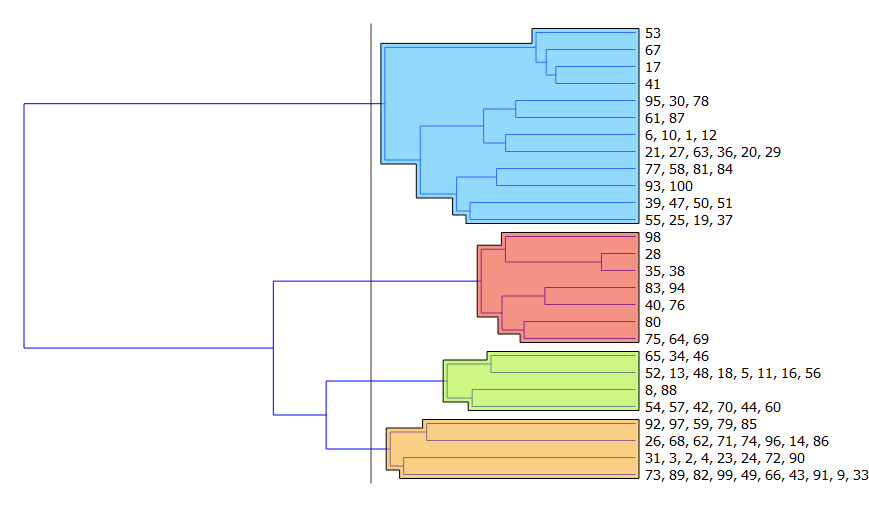 53
67
17
41
95, 30, 78
61, 87
6, 10, 1, 12
21, 27, 63, 36, 20, 29
77, 58, 81, 84
93, 100
39, 47, 50, 51
55, 25, 19, 37
98
28
35, 38
83, 94
40, 76
80
75, 64, 69
65, 34, 46
52, 13, 48, 18, 5, 11, 16, 56
8, 88
54, 57, 42, 70, 44, 60
92, 97, 59, 79, 85
26, 68, 62, 71, 74, 96, 14, 86
31, 3, 2, 4, 23, 24, 72, 90
73, 89, 82, 99, 49, 66, 43, 91, 9, 33